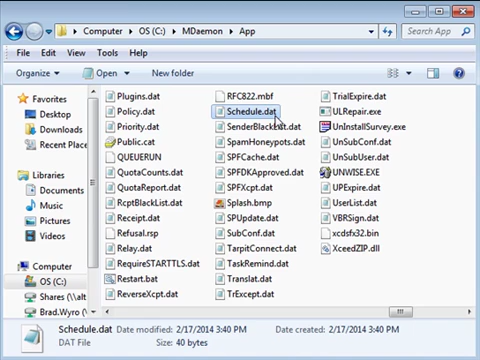 Computer ▸ OS (C:) ▸ MDaemon ▸ App
Search App
File Edit View Tools Help
Organize Open New folder
Favorites
Desktop
Downloads
Recent Place
Libraries
Documents
Music
Pictures
Videos
Computer
OS (C:)
Shares (\\alt
Brad.Wyro (
Plugins.dat
Policy.dat
Priority.dat
Public.dat
QUEUERUN
QuotaCounts.dat
QuotaReport.dat
RcptBlackList.dat
Receipt.dat
Refusal.rsp
Relay.dat
RequireSTARTTLS.dat
Restart.bat
ReverseXcpt.dat
RFC822.mbf
Schedule.dat
SenderBlackList.dat
SpamHoneypots.dat
SPFCache.dat
SPFDKApproved.dat
SPFXcpt.dat
Splash.bmp
SPUpdate.dat
SubConf.dat
TarpitConnect.dat
TaskRemind.dat
Translat.dat
TrExcept.dat
TrialExpire.dat
ULRepair.exe
UnInstallSurvey.exe
UnSubConf.dat
UnSubUser.dat
UNWISE.EXE
UPExpire.dat
UserList.dat
VBRSign.dat
xcdsfx32.bin
XceedZIP.dll
Schedule.dat Date modified: 2/17/2014 3:40 PM Date created: 2/17/2014 3:40 PM
DAT File Size: 40 bytes